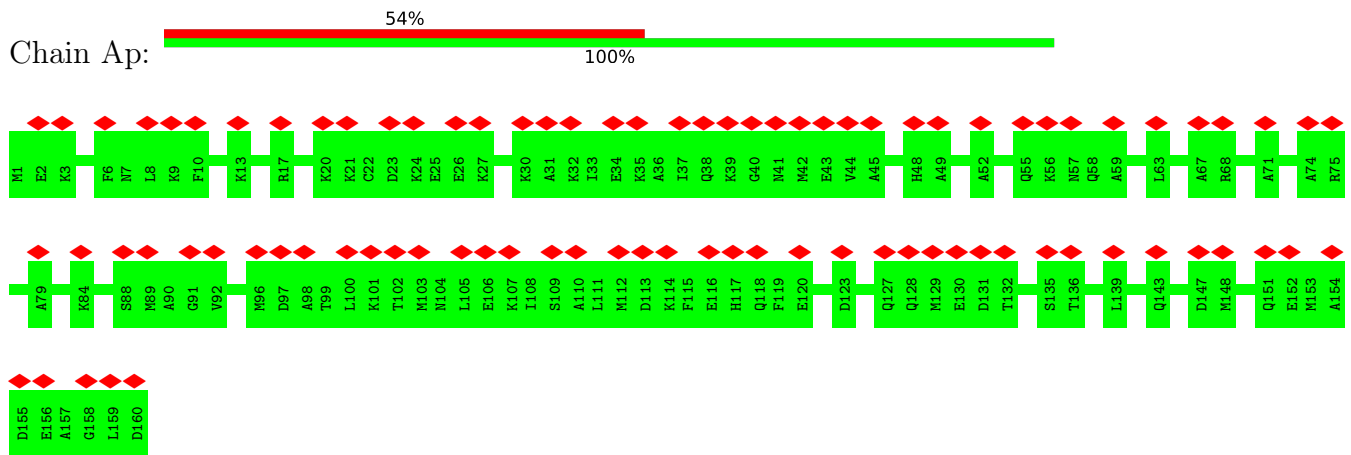 54%
Chain Ap:
100%
M1 E2 K3 F6 N7 L8 K9 F10 K13 R17 K20 K21 C22 D23 K24 E25 E26 K27 K30 A31 K32 I33 E34 K35 A36 I37 Q38 K39 G40 N41 M42 E43 V44 A45 H48 A49 A52 Q55 K56 N57 Q58 A59 L63 A67 R68 A71 A74 R75
A79 K84 S88 M89 A90 G91 V92 M96 D97 A98 T99 L100 K101 T102 M103 N104 L105 E106 K107 I108 S109 A110 L111 M112 D113 K114 F115 E116 H117 Q118 F119 E120 D123 Q127 Q128 M129 E130 D131 T132 S135 T136 L139 Q143 D147 M148 Q151 E152 M153 A154
D155 E156 A157 G158 L159 D160